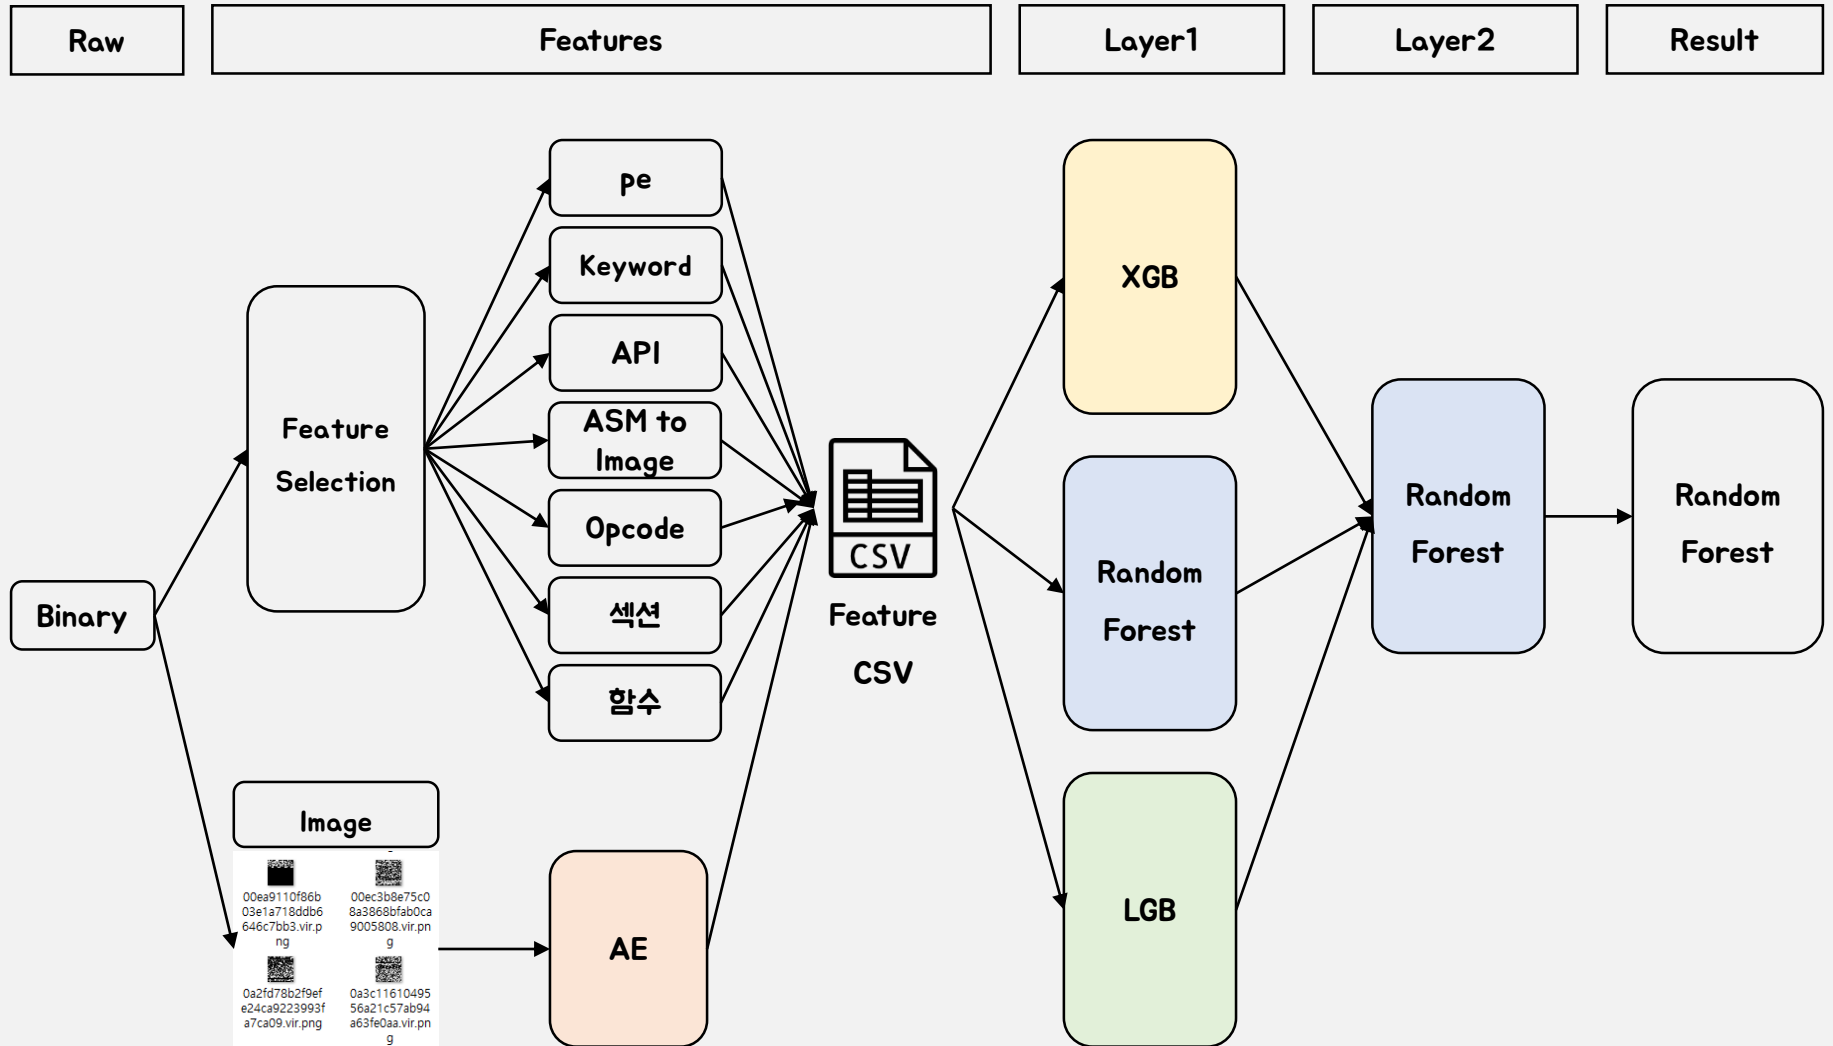 Raw
Features
Layer1
Layer2
Result
pe
Keyword
API
ASM to
Image
Opcode
섹션
함수
Feature
Selection
Binary
Image
00ea9110f86b
03e1a718ddb6
646c7bb3.vir.p
ng
00ec3b8e75c0
8a3868bfab0ca
9005808.vir.pn
g
0a2fd78b2f9ef
e24ca9223993f
a7ca09.vir.png
0a3c11610495
56a21c57ab94
a63fe0aa.vir.pn
g
AE
CSV
Feature
CSV
XGB
Random
Forest
LGB
Random
Forest
Random
Forest